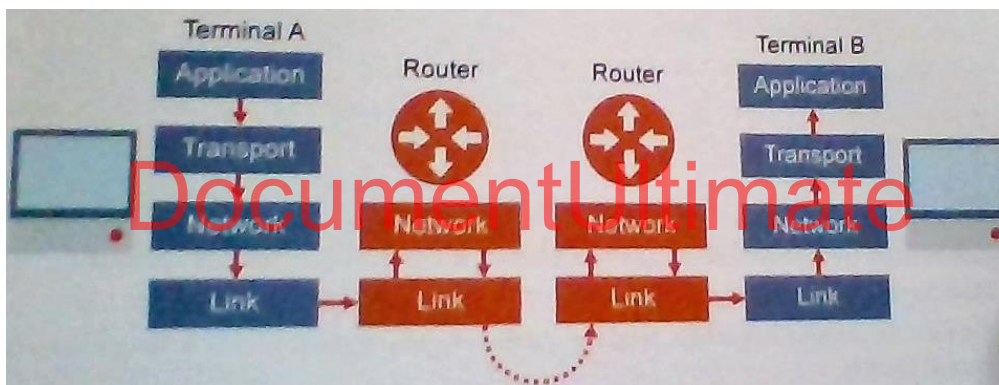 Terminal A
Application
Transport
Network
Link
Router
Network
Link
Router
Network
Link
Terminal B
Application
Transport
Network
Link
DocumentUltimate